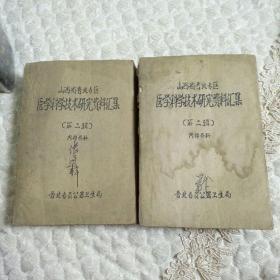 山西省晋北专区
医学科学技术研究资料汇集
(第二辑)
内部资料
晋北专员公署卫生局
山西省晋北专区
医学科学技术研究资料汇集
(第二辑)
内部资料
晋北专员公署卫生局